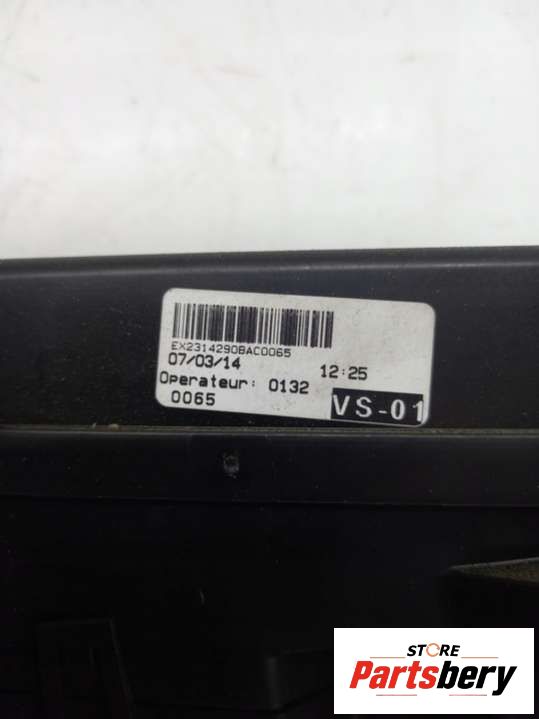 EX2314290BAC0065
07/03/14 12:25
Operateur: 0132
0065 VS-01
STORE
Partsbery